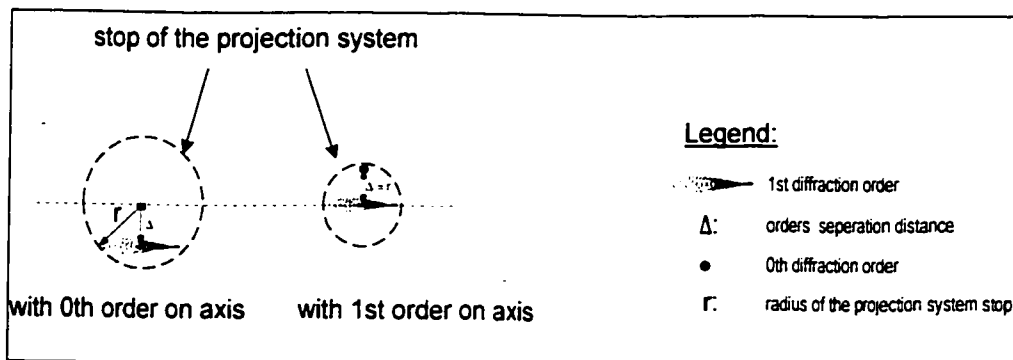 stop of the projection system
r
Δ
Δ=r
with 0th order on axis
with 1st order on axis
Legend:
1st diffraction order
Δ: orders seperation distance
0th diffraction order
r: radius of the projection system stop